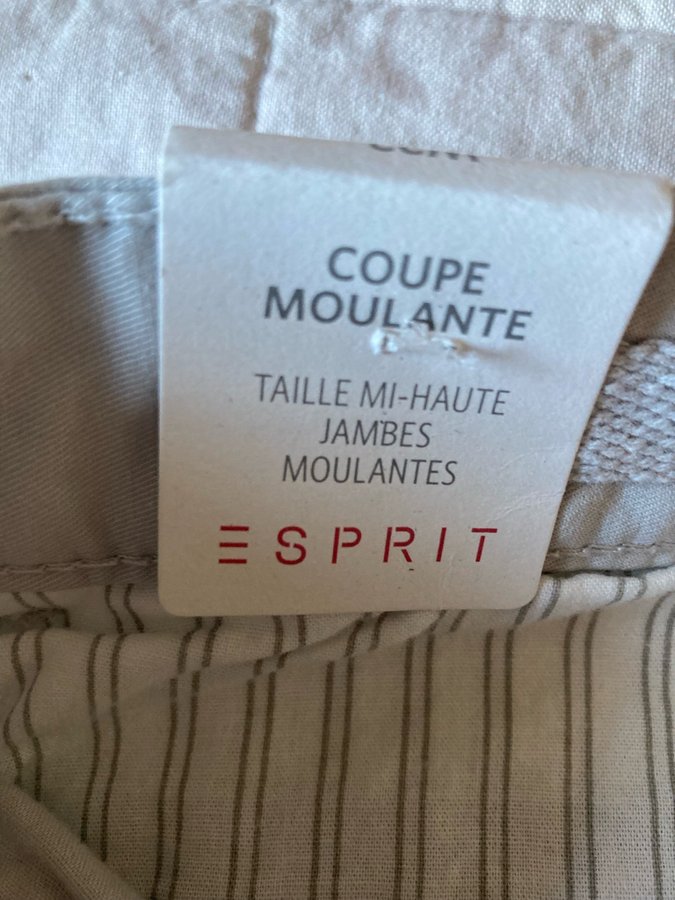 COUPE
MOULANTE
TAILLE MI-HAUTE
JAMBES
MOULANTES
ESPRIT